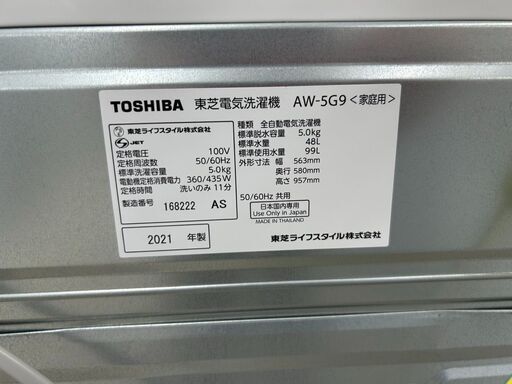 TOSHIBA 東芝電気洗濯機 AW-5G9 <家庭用>
東芝ライフスタイル株式会社
JET
定格電圧 100V
定格周波数 50/60Hz
標準洗濯容量 5.0kg
電動機定格消費電力 360/435W
定格時間 洗いのみ 11分
製造番号 168222 AS
2021 年製
種類 全自動電気洗濯機
標準脱水容量 5.0kg
標準水量 48L
標準使用水量 99L
外形寸法 幅 563mm
奥行 580mm
高さ 957mm
50/60Hz 共用
日本国内専用
Use Only in Japan
MADE IN THAILAND
東芝ライフスタイル株式会社